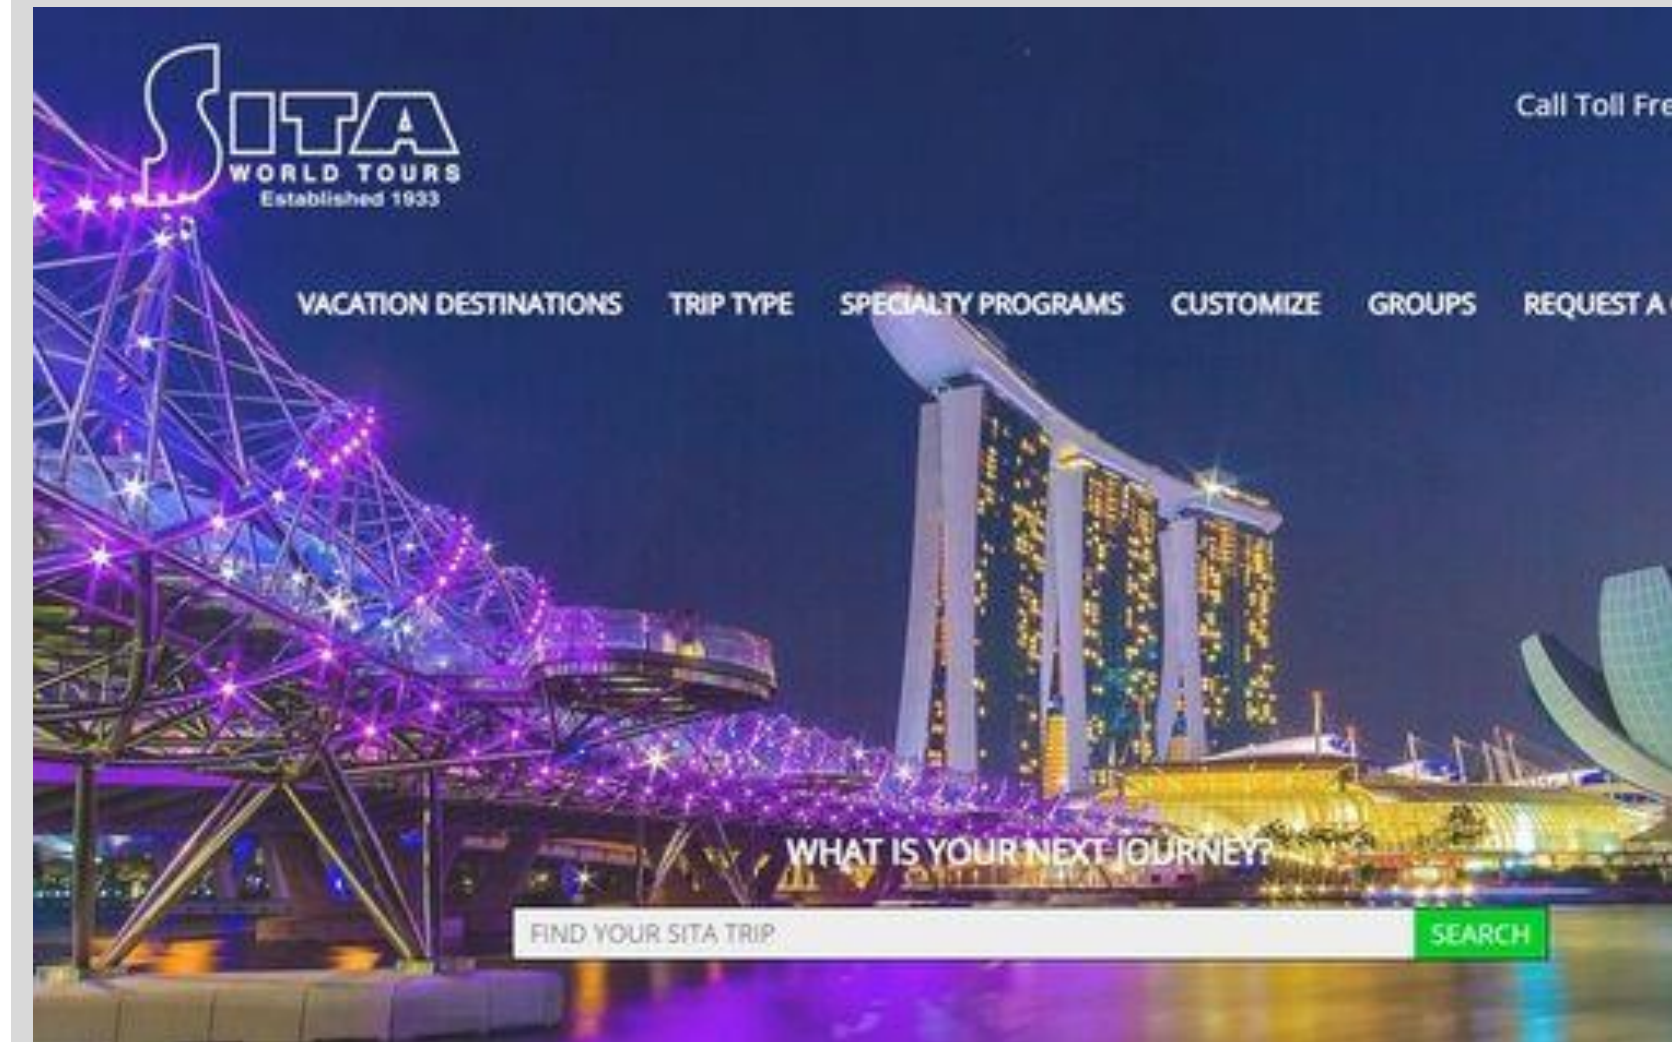 SITA
WORLD TOURS
Established 1933
Call Toll Fre
VACATION DESTINATIONS TRIP TYPE SPECIALTY PROGRAMS CUSTOMIZE GROUPS REQUEST A
WHAT IS YOUR NEXT JOURNEY?
FIND YOUR SITA TRIP SEARCH